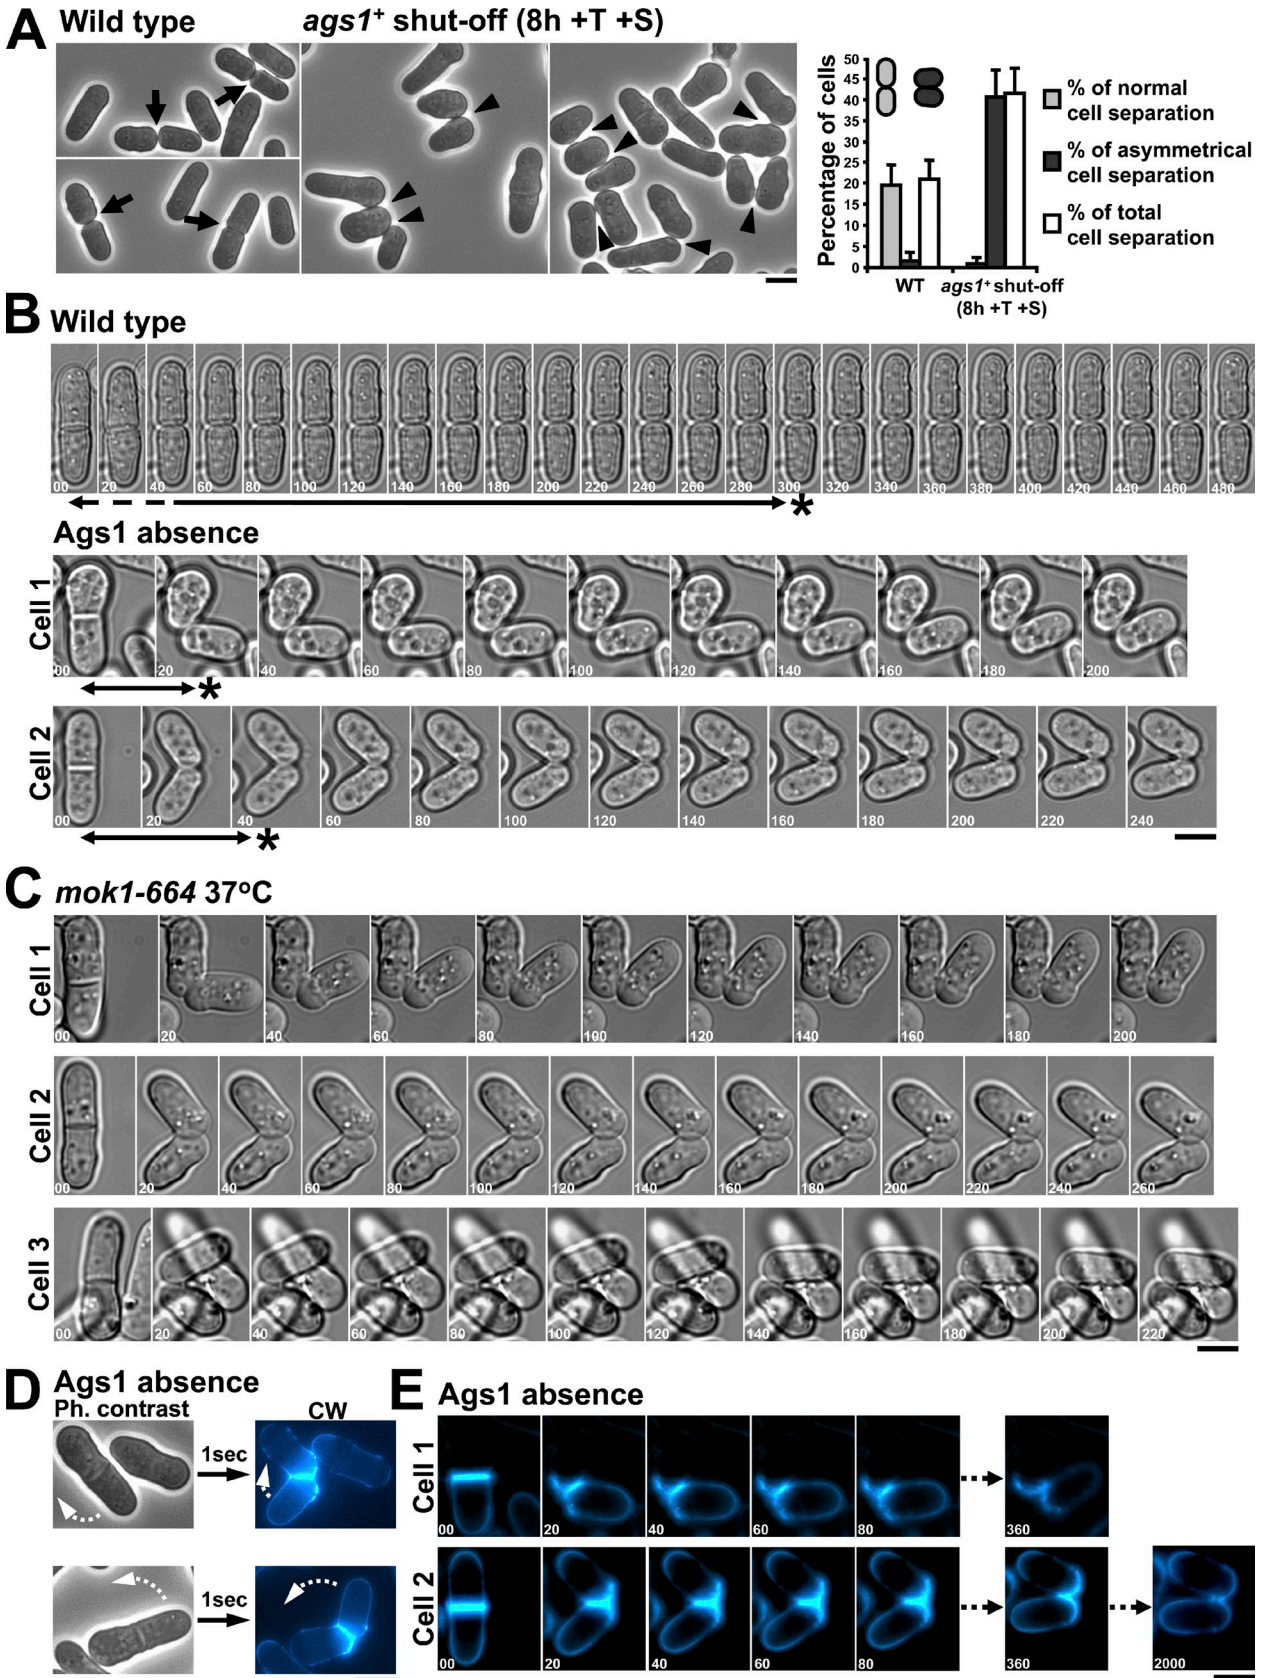 A Wild type ags1+ shut-off (8h +T +S)
Percentage of cells
50
45
40
35
30
25
20
15
10
5
0
WT ags1+ shut-off
(8h +T +S)
% of normal
cell separation
% of asymmetrical
cell separation
% of total
cell separation
B Wild type
00 20 40 60 80 100 120 140 160 180 200 220 240 260 280 300 320 340 360 380 400 420 440 460 480
*
Ags1 absence
Cell 1
00 20 40 60 80 100 120 140 160 180 200
*
Cell 2
00 20 40 60 80 100 120 140 160 180 200 220 240
*
C mok1-664 37ºC
Cell 1
00 20 40 60 80 100 120 140 160 180 200
Cell 2
00 20 40 60 80 100 120 140 160 180 200 220 240 260
Cell 3
00 20 40 60 80 100 120 140 160 180 200 220
D Ags1 absence
Ph. contrast CW
1sec
1sec
E Ags1 absence
Cell 1
00 20 40 60 80 360
Cell 2
00 20 40 60 80 360 2000